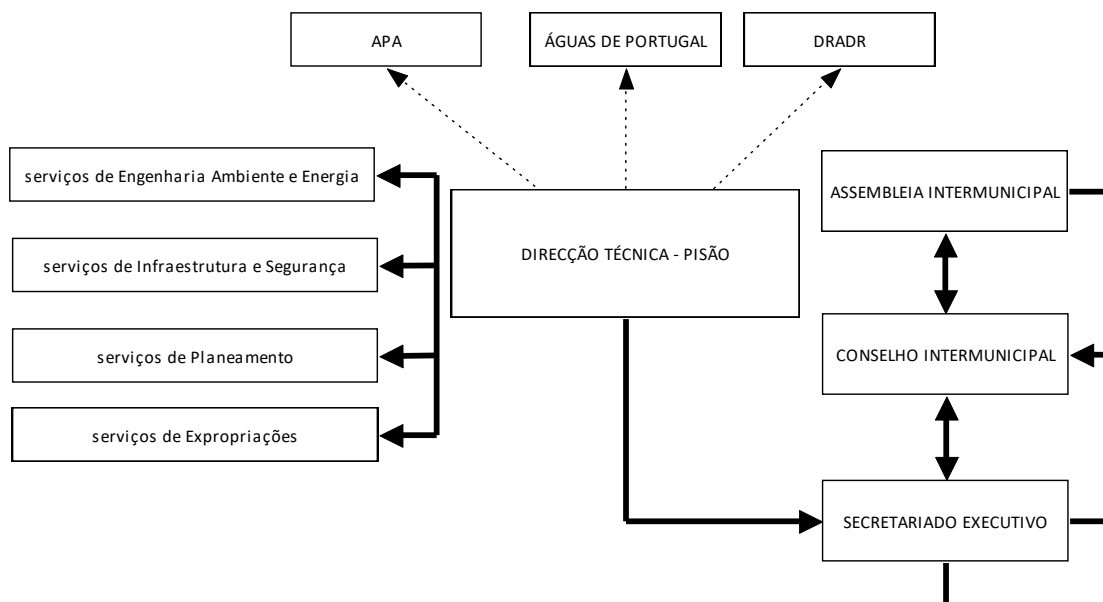 APA
ÁGUAS DE PORTUGAL
DRADR
serviços de Engenharia Ambiente e Energia
ASSEMBLEIA INTERMUNICIPAL
DIRECÇÃO TÉCNICA - PISÃO
serviços de Infraestrutura e Segurança
serviços de Planeamento
CONSELHO INTERMUNICIPAL
serviços de Expropriações
SECRETARIADO EXECUTIVO